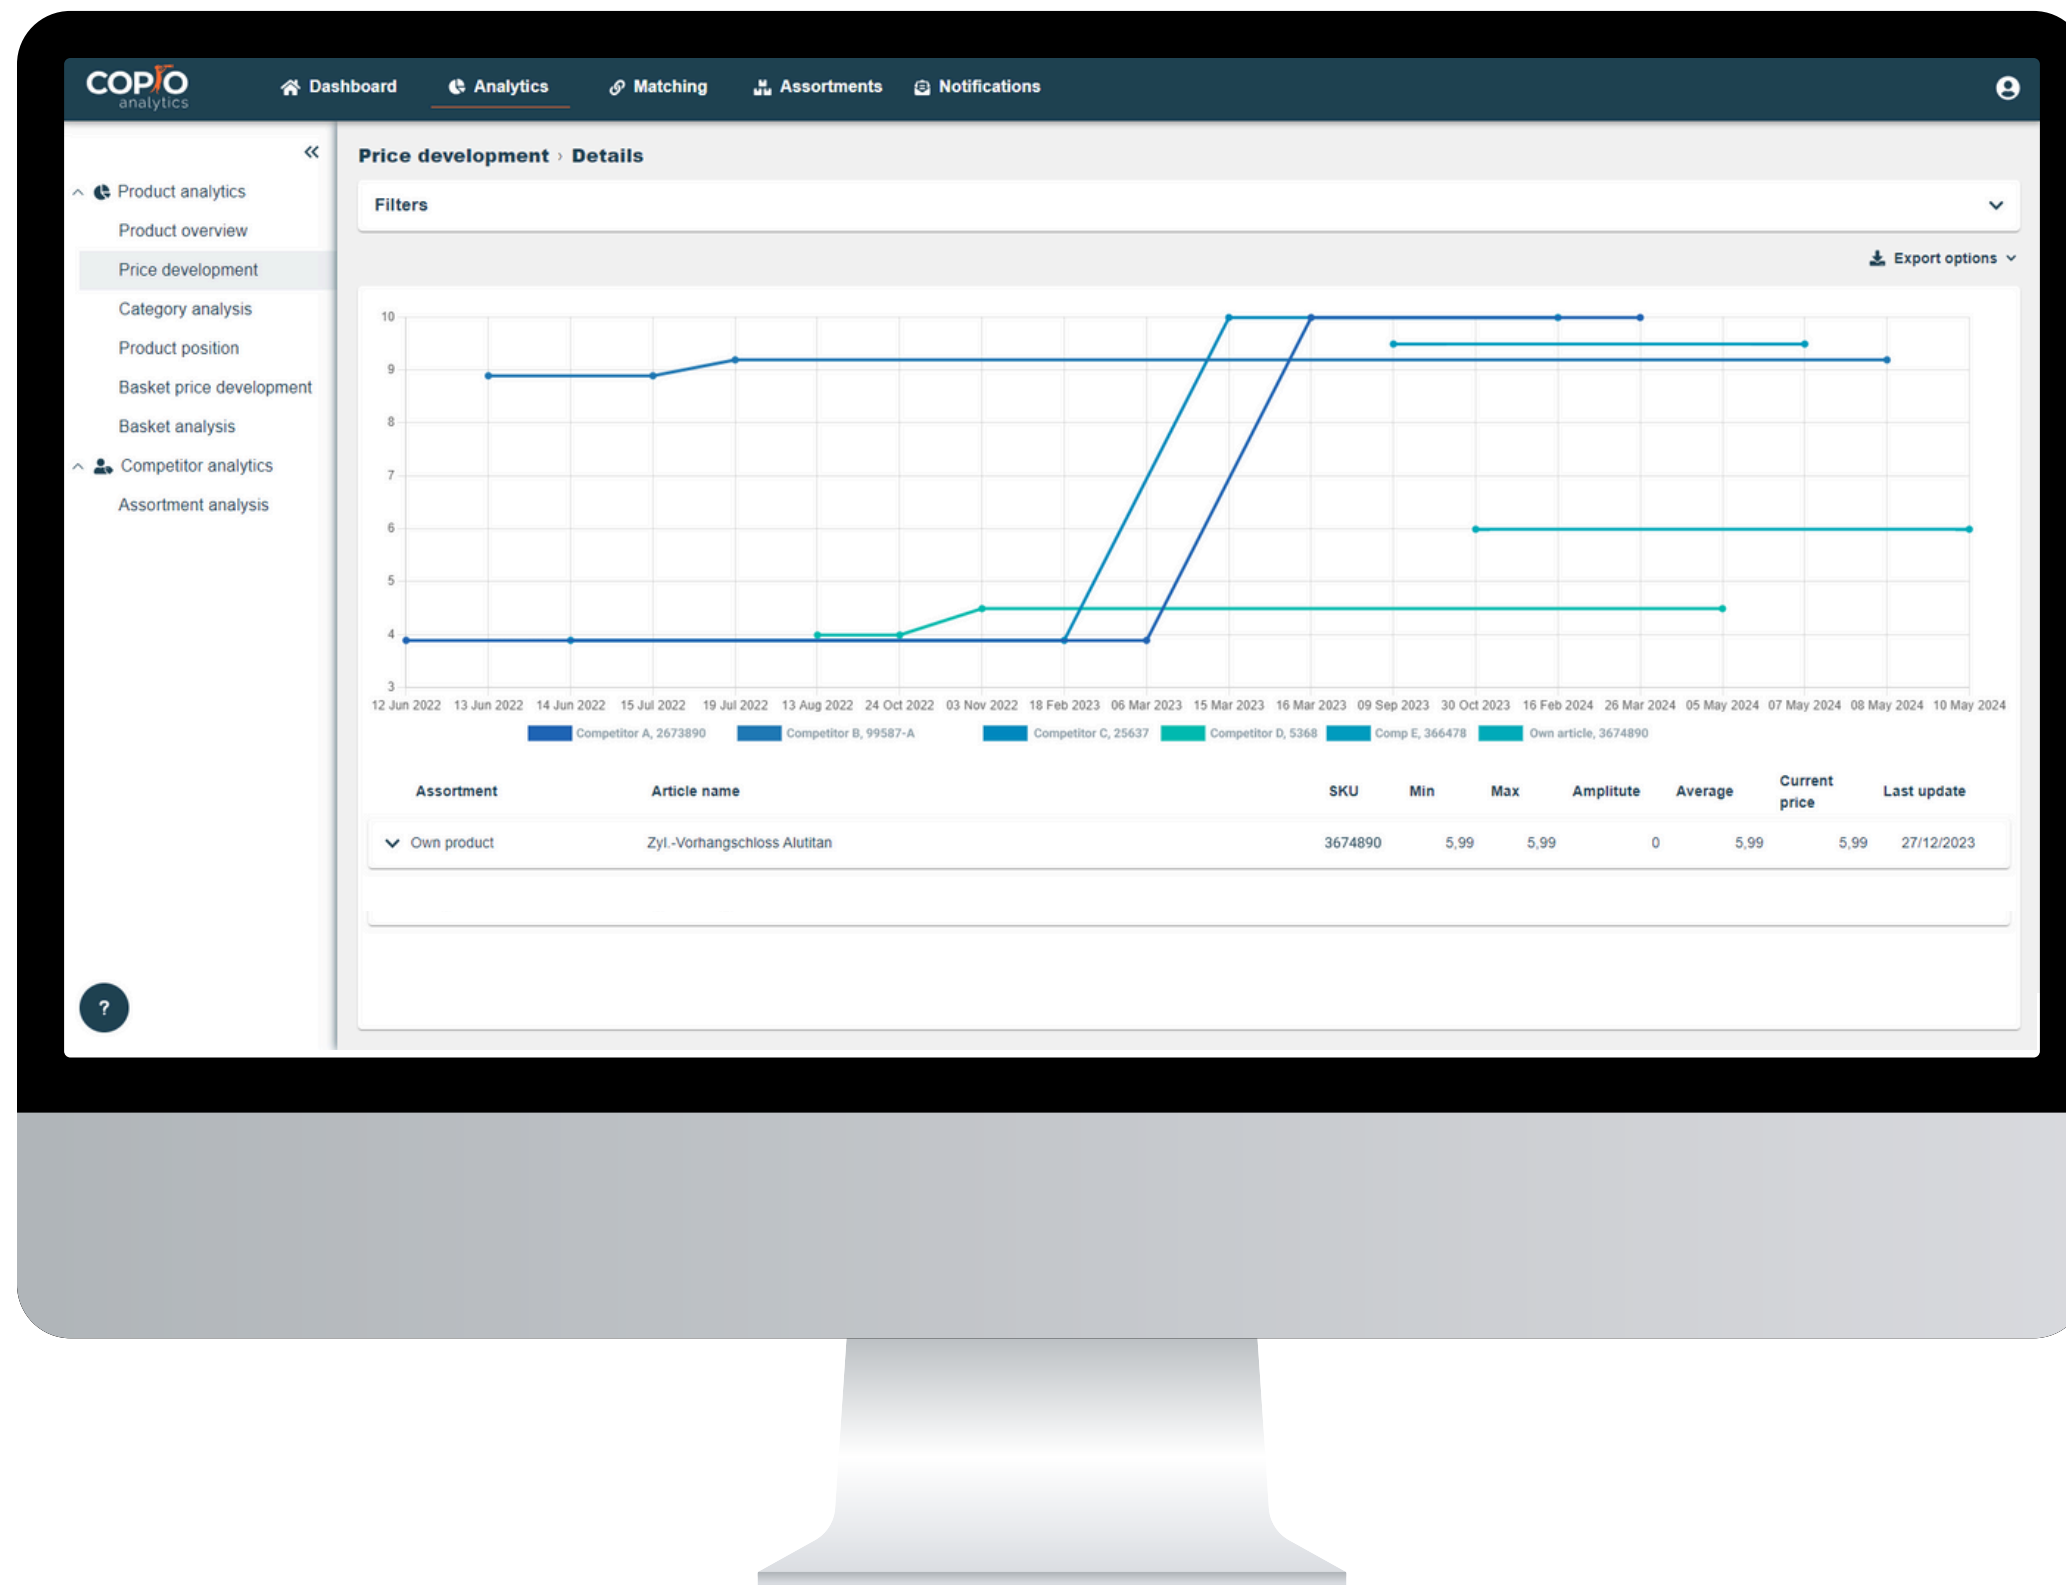 COPIO
analytics
Dashboard
Analytics
Matching
Assortments
Notifications
Product analytics
Product overview
Price development
Category analysis
Product position
Basket price development
Basket analysis
Competitor analytics
Assortment analysis
?
Price development › Details
Filters
Export options
10
9
8
7
6
5
4
3
12 Jun 2022 13 Jun 2022 14 Jun 2022 15 Jul 2022 19 Jul 2022 13 Aug 2022 24 Oct 2022 03 Nov 2022 18 Feb 2023 06 Mar 2023 15 Mar 2023 16 Mar 2023 09 Sep 2023 30 Oct 2023 16 Feb 2024 26 Mar 2024 05 May 2024 07 May 2024 08 May 2024 10 May 2024
Competitor A, 2673890 Competitor B, 99587-A Competitor C, 25637 Competitor D, 5368 Comp E, 366478 Own article, 3674890
Assortment Article name SKU Min Max Amplitute Average Current price Last update
Own product Zyl.-Vorhangschloss Alutitan 3674890 5,99 5,99 0 5,99 5,99 27/12/2023